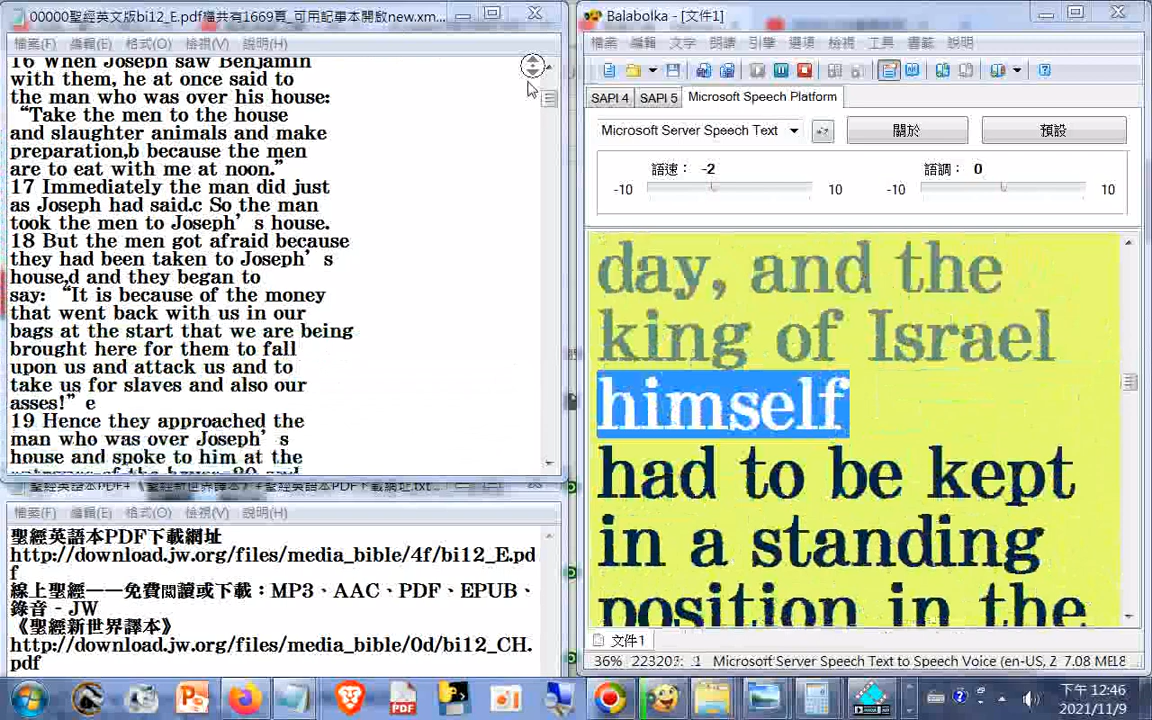 00000聖經英文版bi12_E.pdf檔共有1669頁_可用記事本開啟new.xm...
檔案(F) 編輯(E) 格式(O) 檢視(V) 說明(H)
16 When Joseph saw Benjamin
with them, he at once said to
the man who was over his house:
“Take the men to the house
and slaughter animals and make
preparation,b because the men
are to eat with me at noon.”
17 Immediately the man did just
as Joseph had said.c So the man
took the men to Joseph’s house.
18 But the men got afraid because
they had been taken to Joseph’s
house,d and they began to
say: “It is because of the money
that went back with us in our
bags at the start that we are being
brought here for them to fall
upon us and attack us and to
take us for slaves and also our
asses!” e
19 Hence they approached the
man who was over Joseph’s
house and spoke to him at the
檔案(F) 編輯(E) 格式(O) 檢視(V) 說明(H)
聖經英語本PDF下載網址
http://download.jw.org/files/media_bible/4f/bi12_E.pd
f
線上聖經——免費閱讀或下載：MP3、AAC、PDF、EPUB、
錄音 - JW
《聖經新世界譯本》
http://download.jw.org/files/media_bible/0d/bi12_CH.
pdf
Balabolka - [文件1]
檔案 編輯 文字 朗讀 引擎 選項 檢視 工具 書籤 說明
SAPI 4 SAPI 5 Microsoft Speech Platform
Microsoft Server Speech Text 關於 預設
語速： -2 語調： 0
-10 10 -10 10
day, and the
king of Israel
himself
had to be kept
in a standing
position in the
文件1
36% Microsoft Server Speech Text to Speech Voice (en-US, Z 7.08 МБ
PDF
下午 12:46
2021/11/9